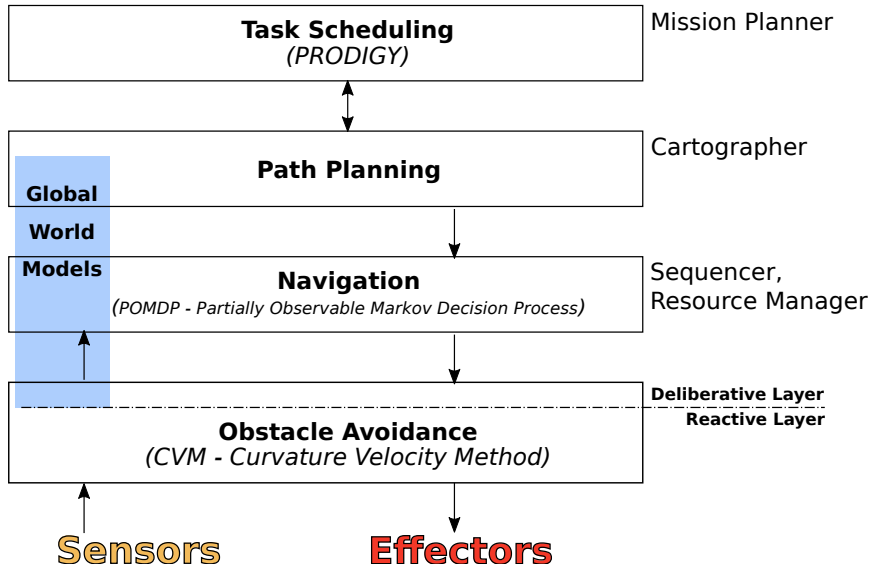 Task Scheduling
(PRODIGY)
Mission Planner
Path Planning
Cartographer
Global
World
Models
Navigation
(POMDP - Partially Observable Markov Decision Process)
Sequencer,
Resource Manager
Deliberative Layer
Reactive Layer
Obstacle Avoidance
(CVM - Curvature Velocity Method)
Sensors
Effectors